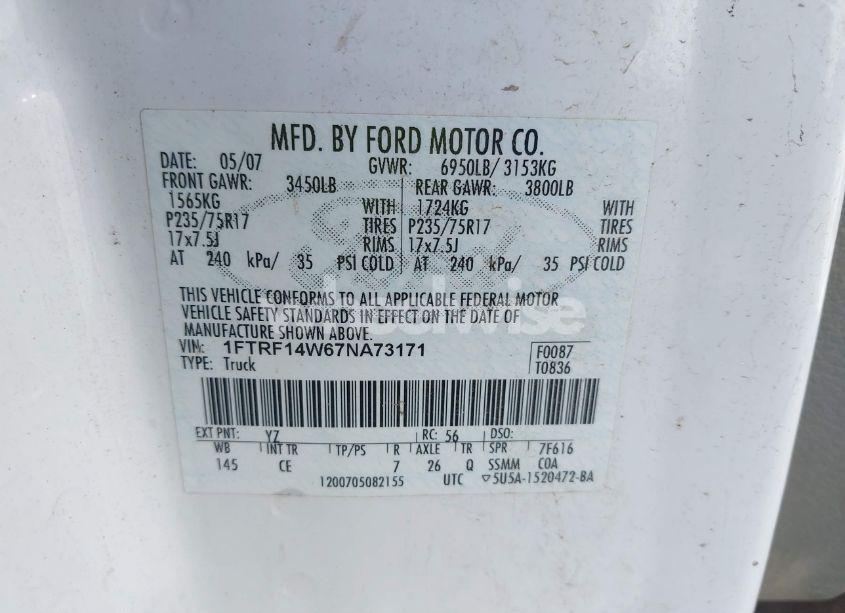 MFD. BY FORD MOTOR CO.
DATE: 05/07 GVWR: 6950LB/ 3153KG
FRONT GAWR: 3450LB REAR GAWR: 3800LB
1565KG WITH 1724KG WITH
P235/75R17 TIRES P235/75R17 TIRES
17x7.5J RIMS 17x7.5J RIMS
AT 240 kPa/ 35 PSI COLD AT 240 kPa/ 35 PSI COLD
THIS VEHICLE CONFORMS TO ALL APPLICABLE FEDERAL MOTOR
VEHICLE SAFETY STANDARDS IN EFFECT ON THE DATE OF
MANUFACTURE SHOWN ABOVE.
VIN: 1FTRF14W67NA73171 F0087
TYPE: Truck T0836
EXT PNT: YZ RC: 56 DSO:
WB INT TR TP/PS R AXLE TR SPR 7F616
145 CE 7 26 Q SSMM COA
1200705082155 UTC ▽5U5A-1520472-BA